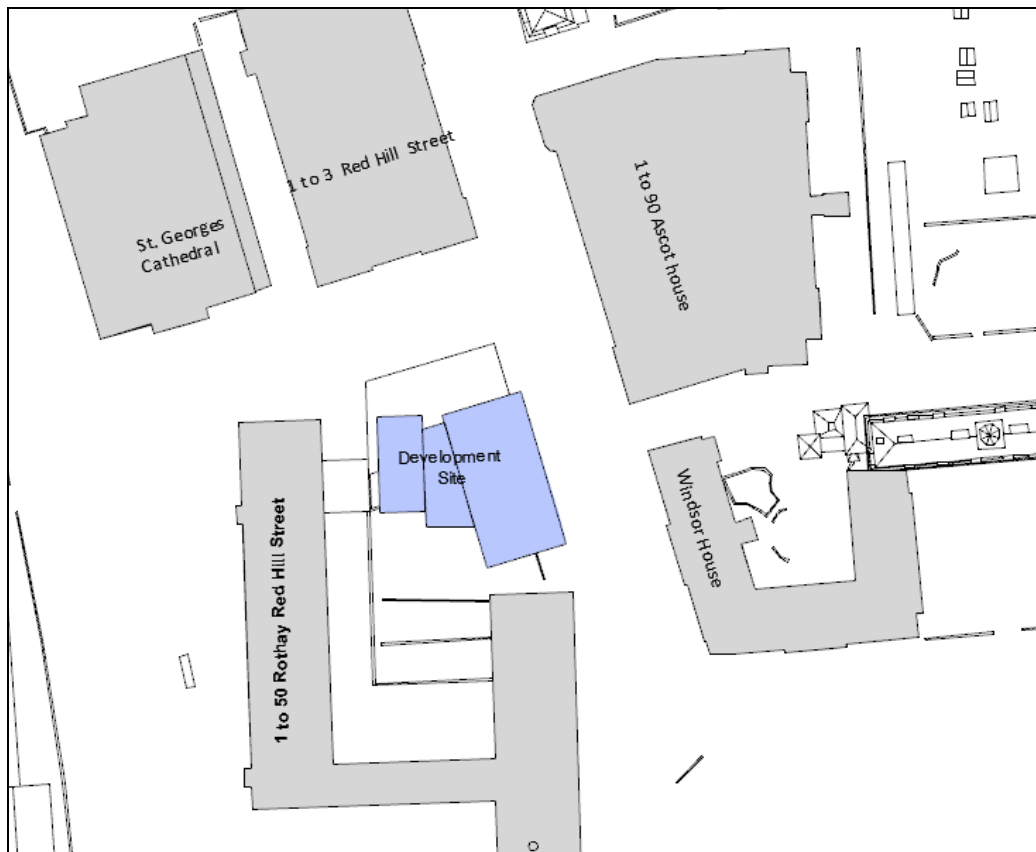 1 to 3 Red Hill Street
St. Georges
Cathedral
1 to 90 Ascot house
Development
Site
Windsor House
1 to 50 Rothay Red Hill Street